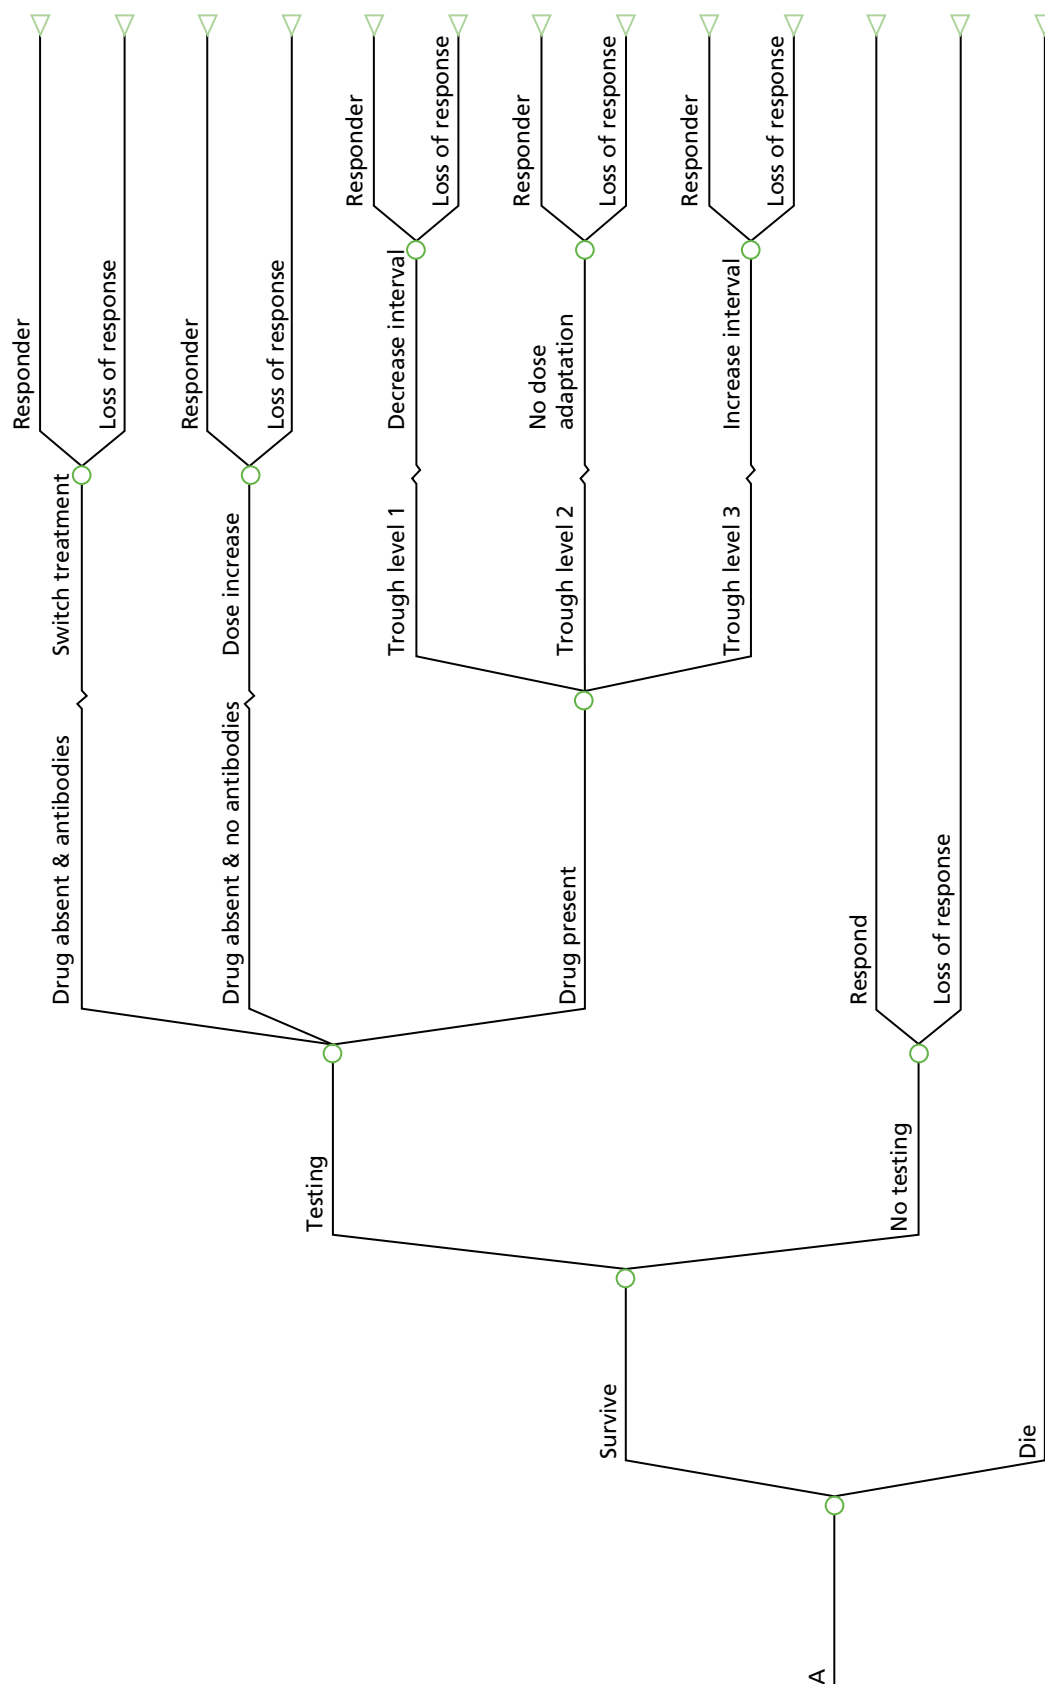 A
Survive
Die
Testing
No testing
Drug absent & antibodies
Drug absent & no antibodies
Drug present
Respond
Loss of response
Switch treatment
Dose increase
Trough level 1
Trough level 2
Trough level 3
Responder
Loss of response
Responder
Loss of response
Decrease interval
No dose
adaptation
Increase interval
Responder
Loss of response
Responder
Loss of response
Responder
Loss of response